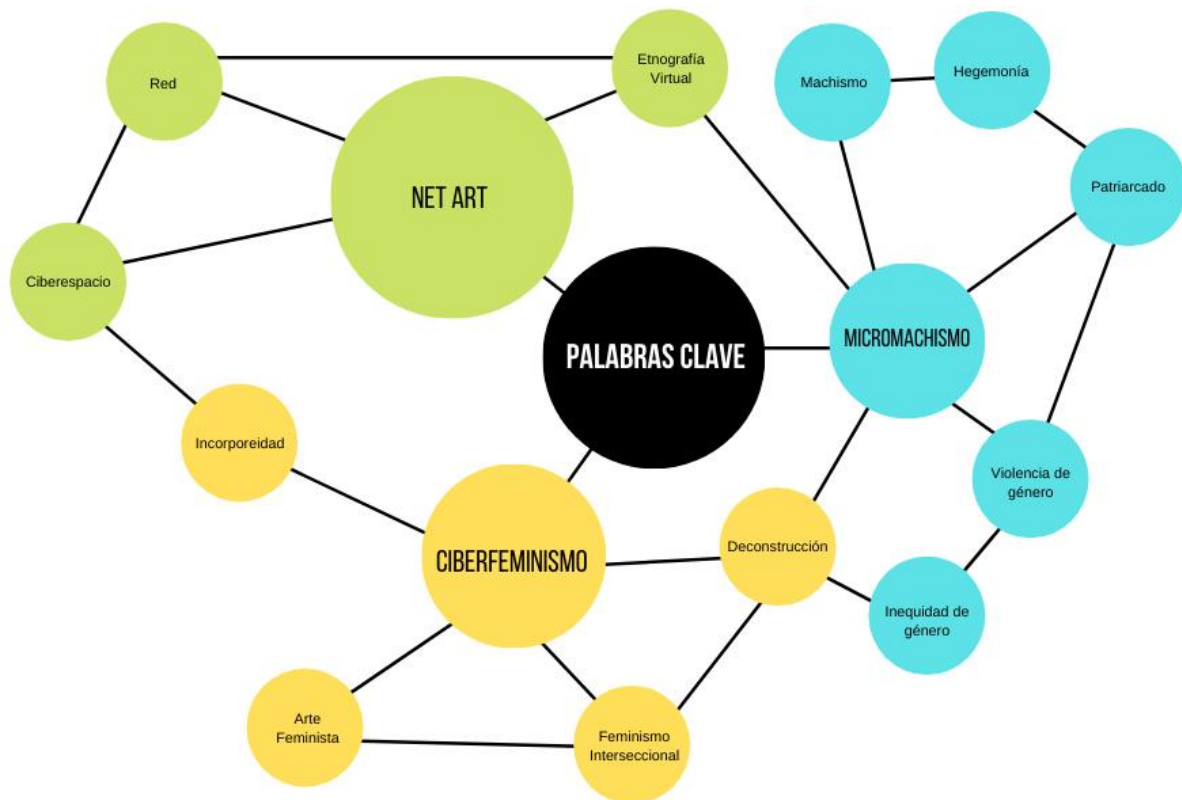 Etnografía
Virtual
Red
Machismo
Hegemonía
NET ART
Patriarcado
Ciberespacio
PALABRAS CLAVE
MICROMACHISMO
Incorporeidad
Violencia de
género
CIBERFEMINISMO
Deconstrucción
Inequidad de
género
Arte
Feminista
Feminismo
Interseccional